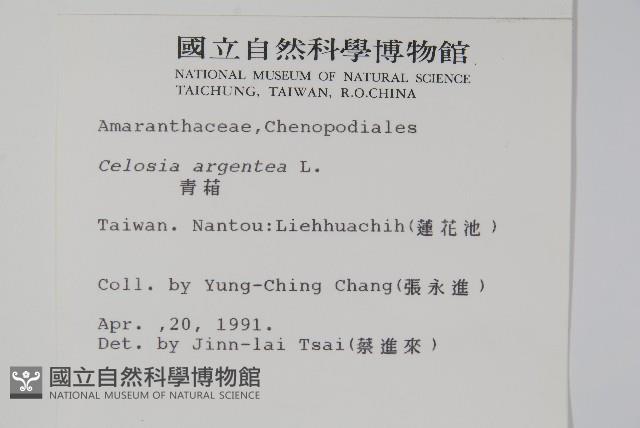 國立自然科學博物館
NATIONAL MUSEUM OF NATURAL SCIENCE
TAICHUNG, TAIWAN, R.O.CHINA
Amaranthaceae,Chenopodiales
Celosia argentea L.
青葙
Taiwan. Nantou:Liehhuachih(蓮花池)
Coll. by Yung-Ching Chang(張永進)
Apr. ,20, 1991.
Det. by Jinn-lai Tsai(蔡進來)
國立自然科學博物館
NATIONAL MUSEUM OF NATURAL SCIENCE